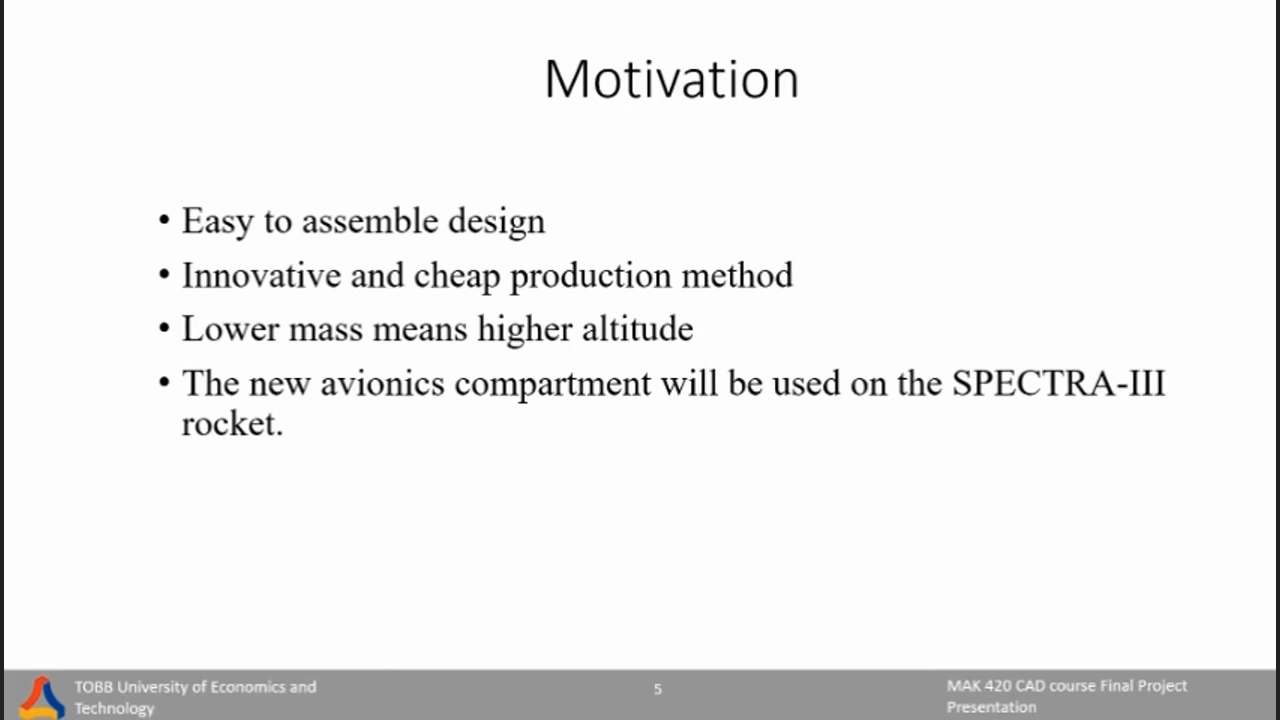 Motivation
• Easy to assemble design
• Innovative and cheap production method
• Lower mass means higher altitude
• The new avionics compartment will be used on the SPECTRA-III
rocket.
TOBB University of Economics and
Technology
5
MAK 420 CAD course Final Project
Presentation